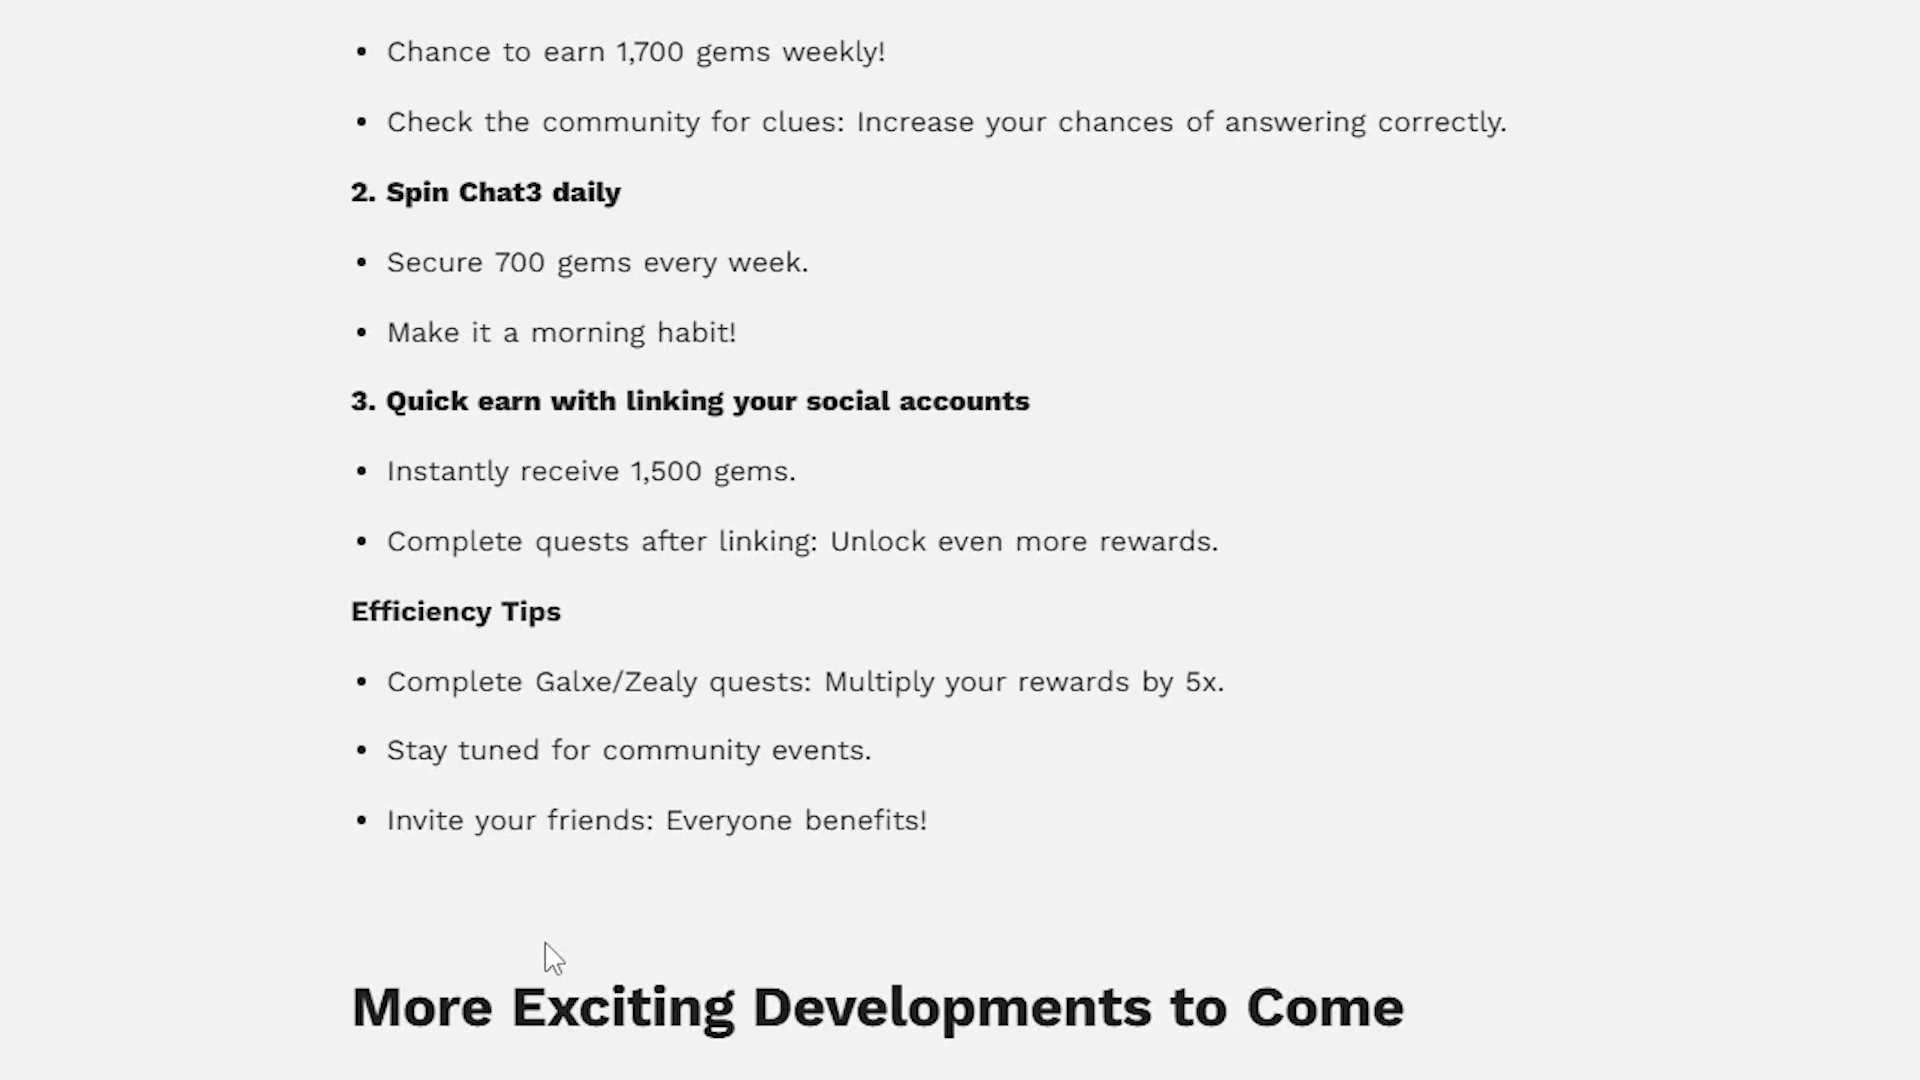 • Chance to earn 1,700 gems weekly!
• Check the community for clues: Increase your chances of answering correctly.
2. Spin Chat3 daily
• Secure 700 gems every week.
• Make it a morning habit!
3. Quick earn with linking your social accounts
• Instantly receive 1,500 gems.
• Complete quests after linking: Unlock even more rewards.
Efficiency Tips
• Complete Galxe/Zealy quests: Multiply your rewards by 5x.
• Stay tuned for community events.
• Invite your friends: Everyone benefits!
More Exciting Developments to Come